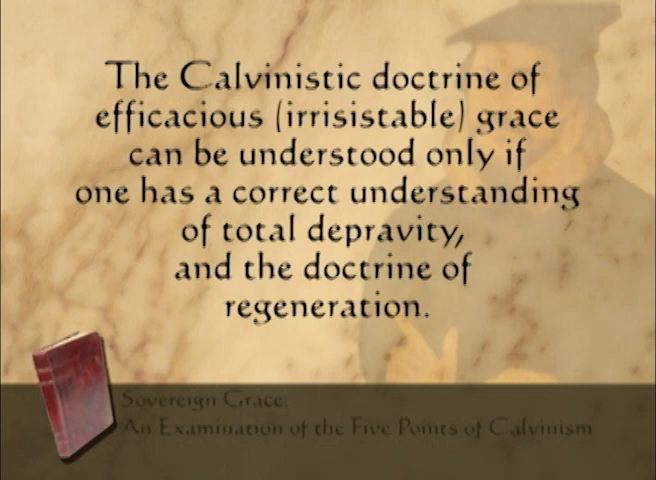 The Calvinistic doctrine of
efficacious (irrisistable) grace
can be understood only if
one has a correct understanding
of total depravity,
and the doctrine of
regeneration.
Sovereign Grace:
An Examination of the Five Points of Calvinism